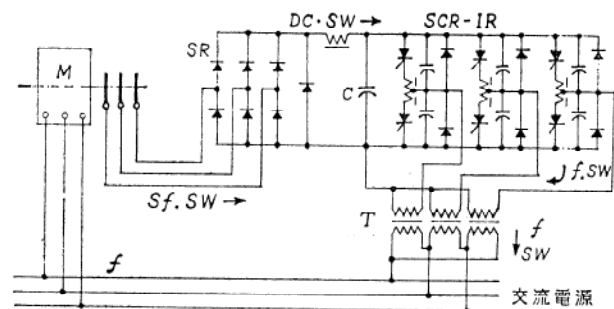 DC·SW →
SCR-IR
M
SR
C
Sf.SW →
f.SW
T
f
SW
f
交流電源